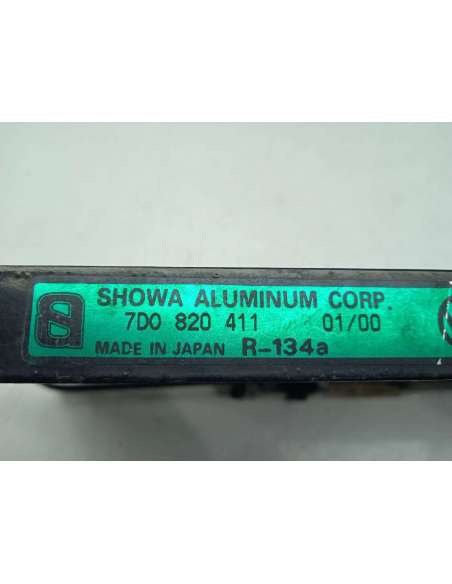 SHOWA ALUMINUM CORP.
7D0 820 411 01/00
MADE IN JAPAN R-134a